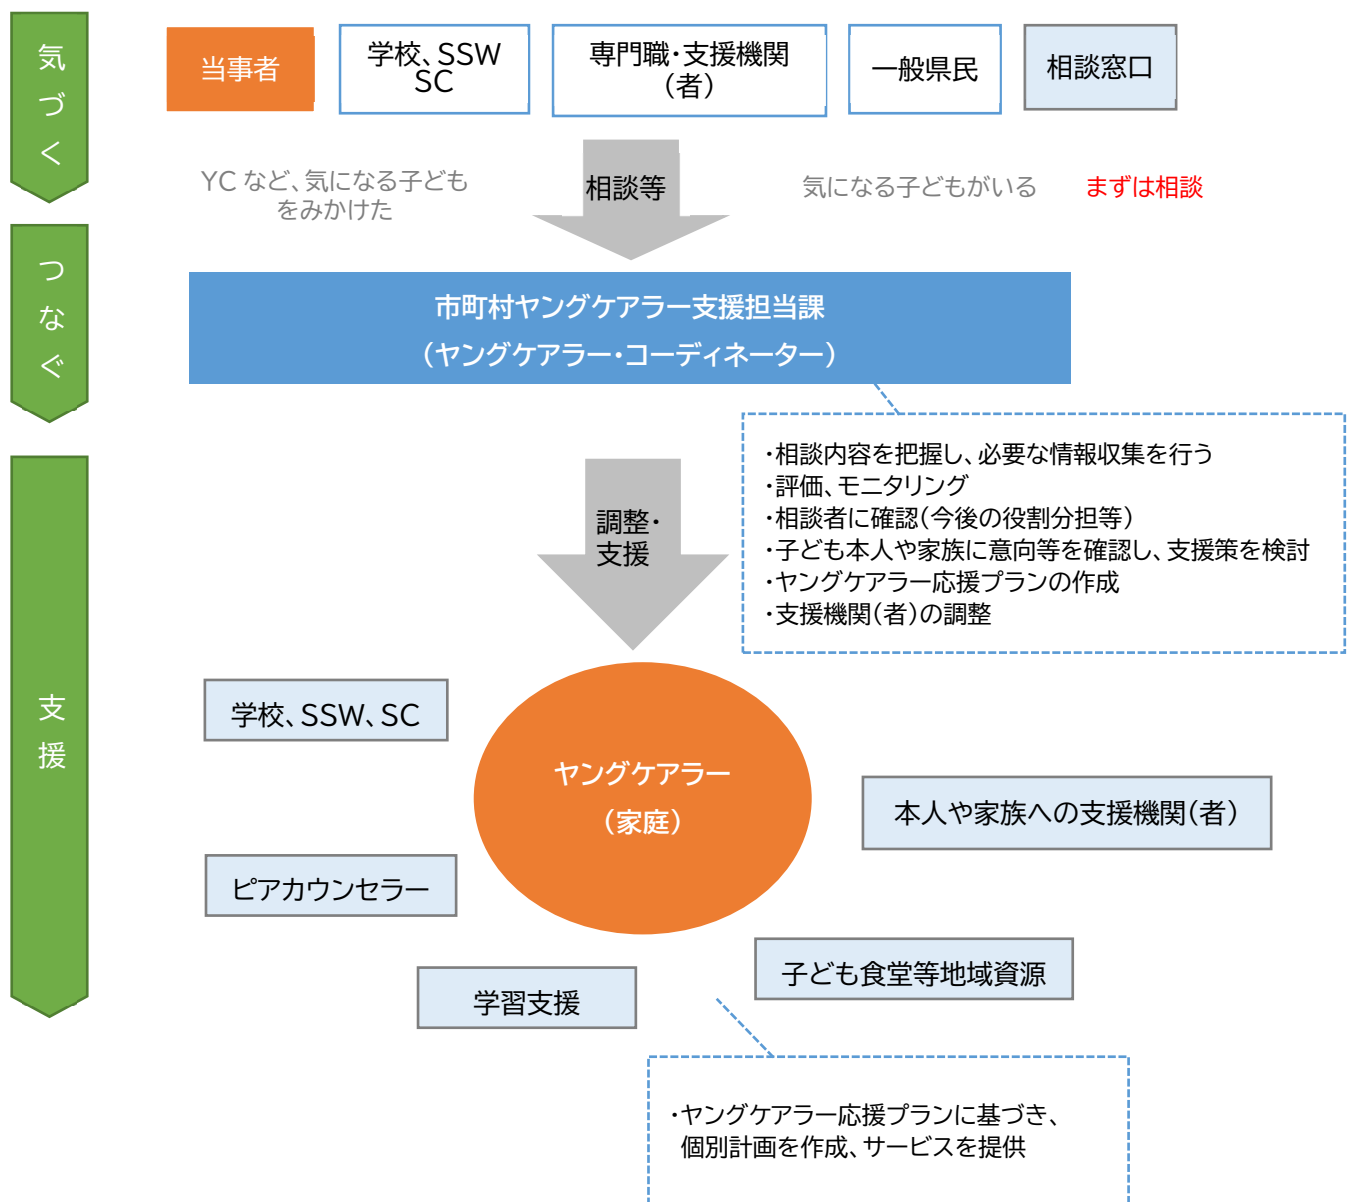 気づく
当事者
学校、SSW
SC
専門職・支援機関
（者）
一般県民
相談窓口
YC など、気になる子ども
をみかけた
相談等
気になる子どもがいる
まずは相談
つなぐ
市町村ヤングケアラー支援担当課
（ヤングケアラー・コーディネーター）
・相談内容を把握し、必要な情報収集を行う
・評価、モニタリング
・相談者に確認（今後の役割分担等）
・子ども本人や家族に意向等を確認し、支援策を検討
・ヤングケアラー応援プランの作成
・支援機関（者）の調整
調整・
支援
支援
学校、SSW、SC
ヤングケアラー
（家庭）
本人や家族への支援機関（者）
ピアカウンセラー
子ども食堂等地域資源
学習支援
・ヤングケアラー応援プランに基づき、
個別計画を作成、サービスを提供